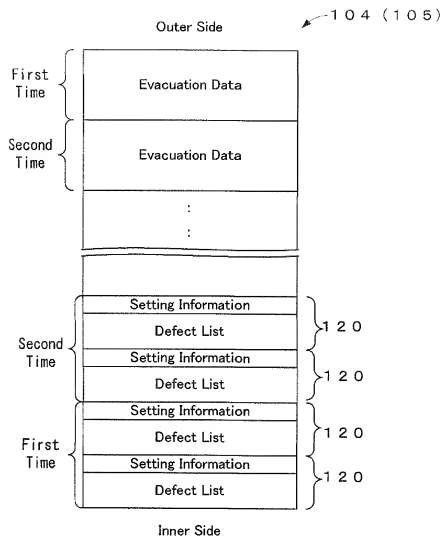 Outer Side
104 (105)
First Time
Evacuation Data
Second Time
Evacuation Data
:
:
Second Time
Setting Information
Defect List
120
Setting Information
Defect List
120
First Time
Setting Information
Defect List
120
Setting Information
Defect List
120
Inner Side